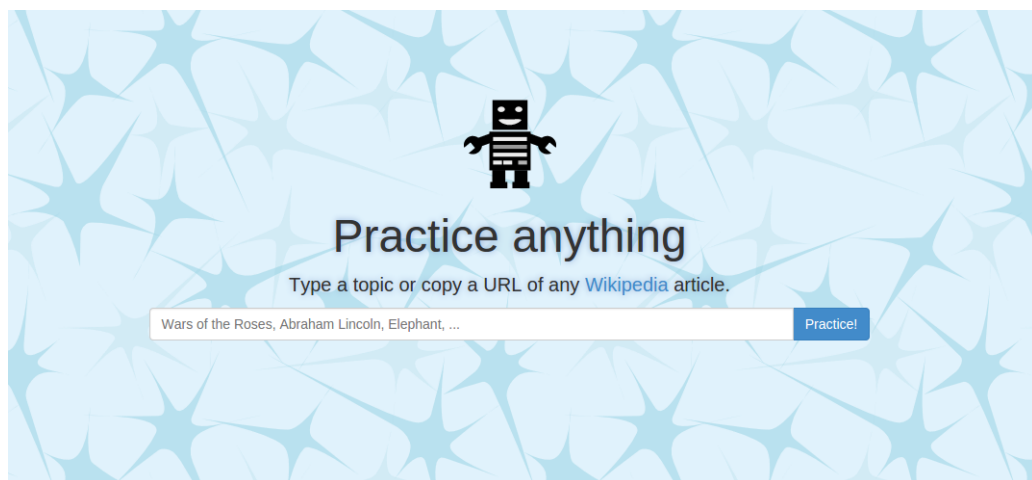 Practice anything
Type a topic or copy a URL of any Wikipedia article.
Wars of the Roses, Abraham Lincoln, Elephant, ...
Practice!